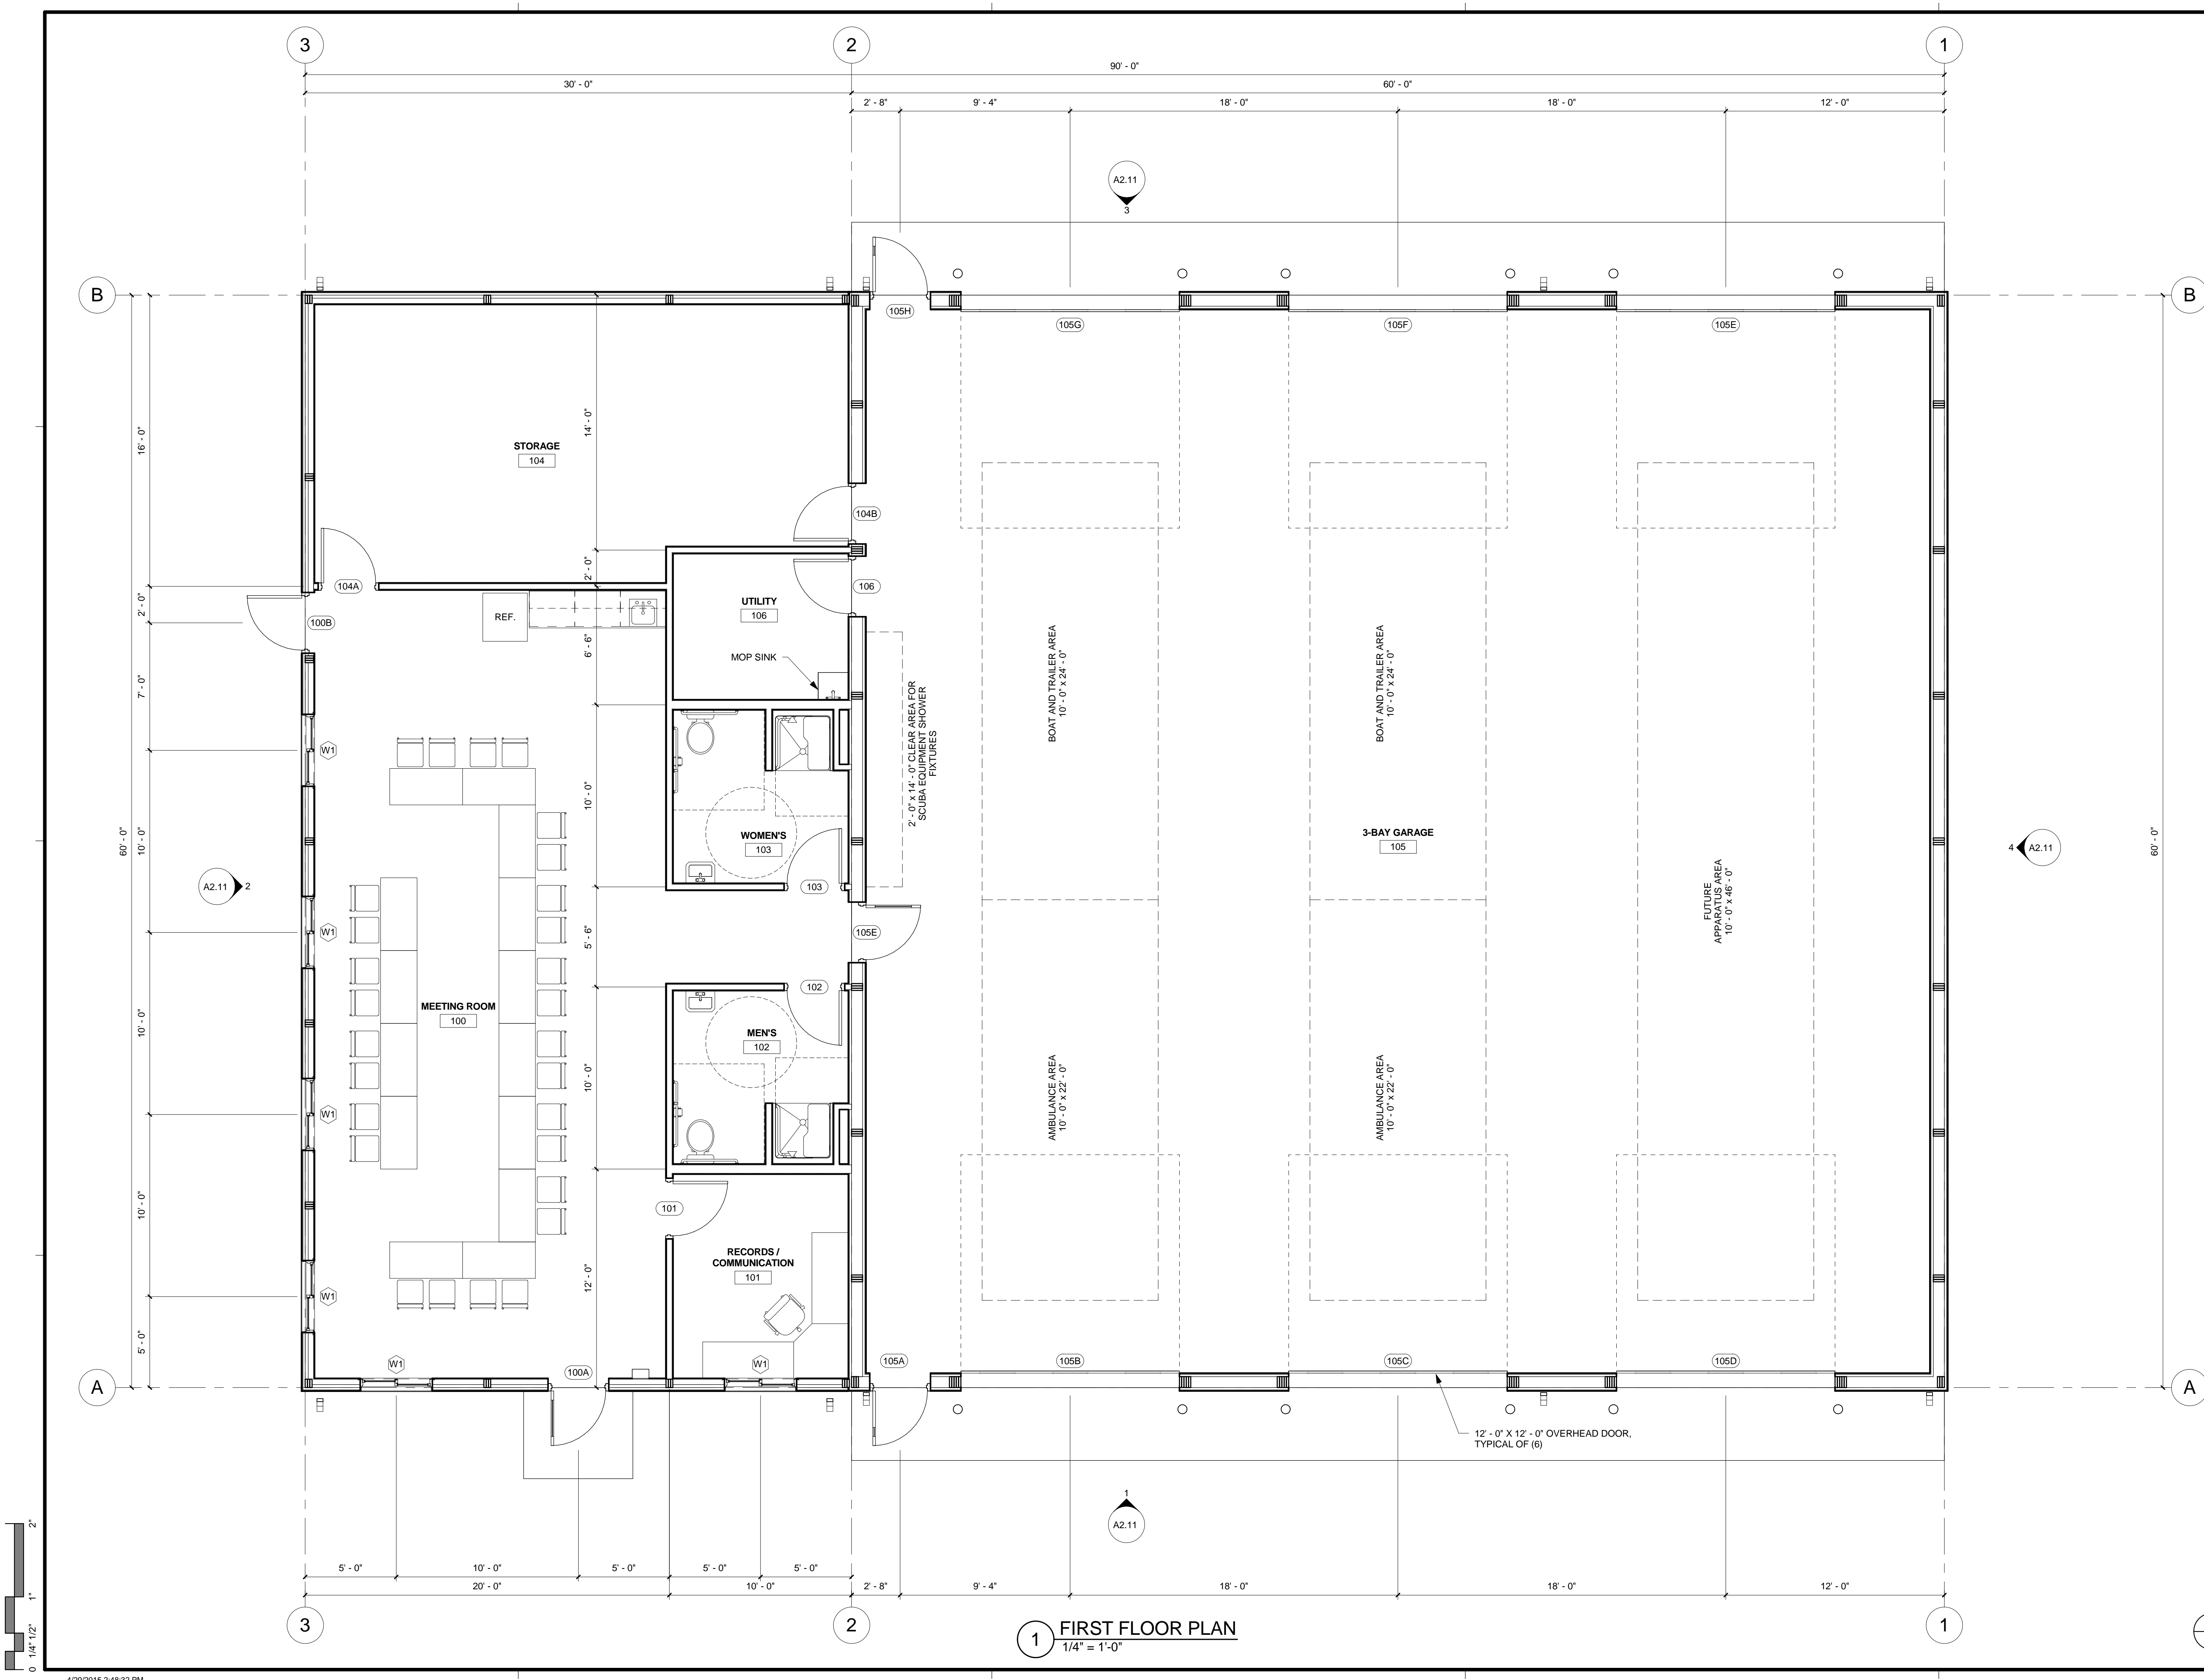 3
2
1
90' - 0"
30' - 0"
60' - 0"
2' - 8"
9' - 4"
18' - 0"
18' - 0"
12' - 0"
A2.11
3
B
B
105H
105G
105F
105E
16' - 0"
14' - 0"
STORAGE
104
104B
2' - 0"
104A
106
2' - 0"
100B
REF.
UTILITY
106
6' - 6"
MOP SINK
7' - 0"
2' - 0" x 14' - 0" CLEAR AREA FOR
SCUBA EQUIPMENT SHOWER
FIXTURES
BOAT AND TRAILER AREA
10' - 0" x 24' - 0"
BOAT AND TRAILER AREA
10' - 0" x 24' - 0"
W1
10' - 0"
60' - 0"
10' - 0"
WOMEN'S
103
3-BAY GARAGE
105
4
A2.11
60' - 0"
A2.11
2
103
FUTURE
APPARATUS AREA
10' - 0" x 46' - 0"
W1
5' - 6"
105E
102
MEETING ROOM
100
10' - 0"
MEN'S
102
10' - 0"
AMBULANCE AREA
10' - 0" x 22' - 0"
AMBULANCE AREA
10' - 0" x 22' - 0"
W1
10' - 0"
101
RECORDS /
COMMUNICATION
101
12' - 0"
W1
5' - 0"
W1
100A
W1
105A
105B
105C
105D
A
A
12' - 0" X 12' - 0" OVERHEAD DOOR,
TYPICAL OF (6)
1
A2.11
5' - 0"
10' - 0"
5' - 0"
5' - 0"
5' - 0"
20' - 0"
10' - 0"
2' - 8"
9' - 4"
18' - 0"
18' - 0"
12' - 0"
3
2
1
1
FIRST FLOOR PLAN
1/4" = 1'-0"
0 1/4" 1/2" 1" 2"
4/29/2015 2:48:32 PM